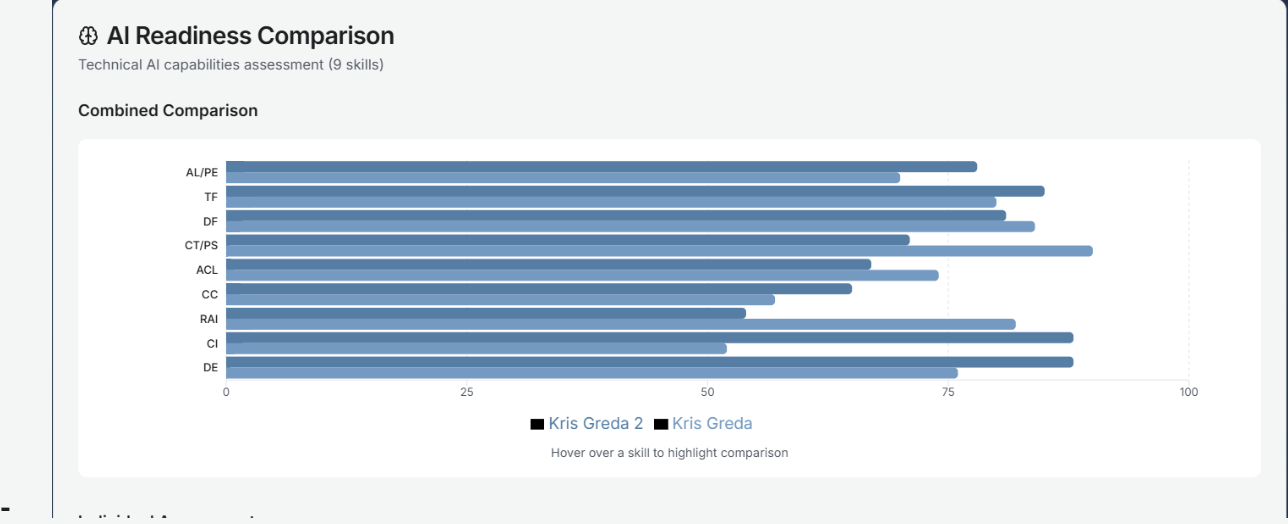 AI Readiness Comparison
Technical AI capabilities assessment (9 skills)
Combined Comparison
AL/PE
TF
DF
CT/PS
ACL
CC
RAI
CI
DE
0 25 50 75 100
Kris Greda 2 Kris Greda
Hover over a skill to highlight comparison